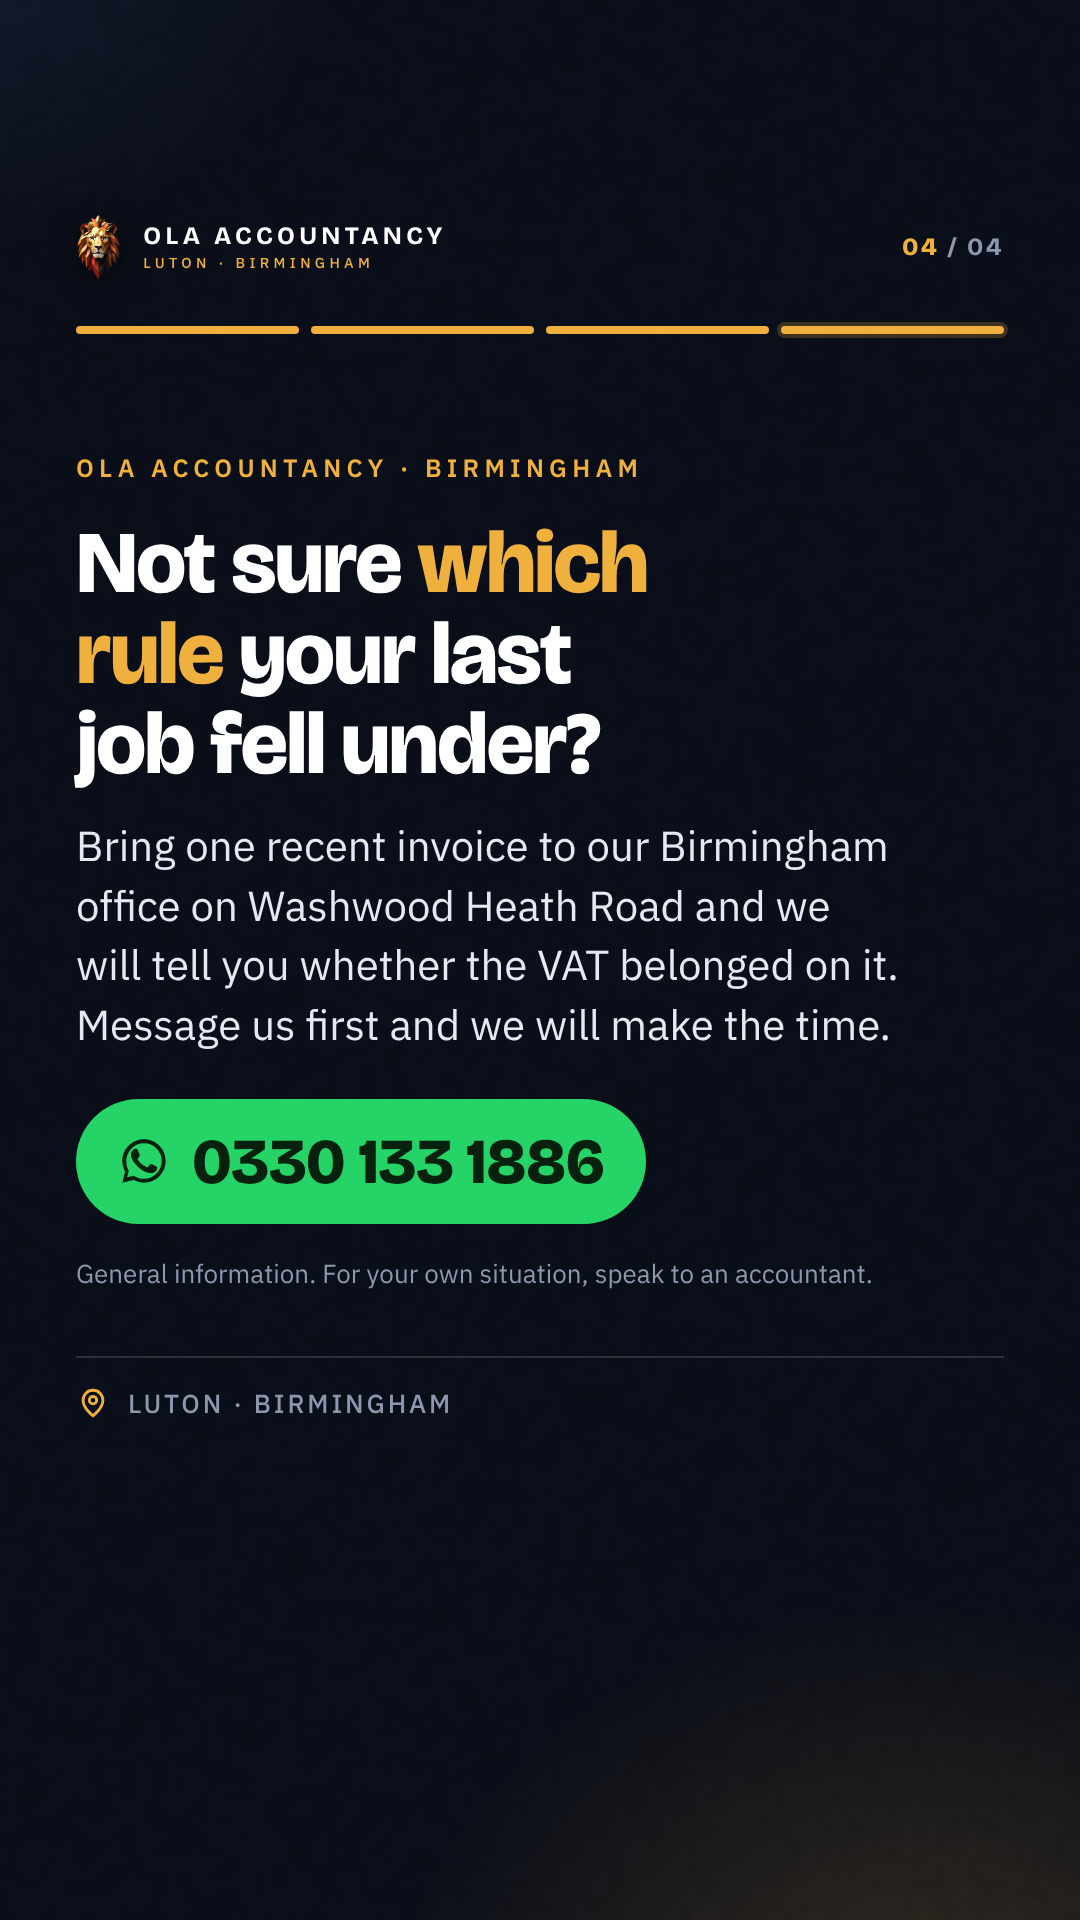 OLA ACCOUNTANCY
LUTON · BIRMINGHAM
04 / 04
OLA ACCOUNTANCY · BIRMINGHAM
Not sure which
rule your last
job fell under?
Bring one recent invoice to our Birmingham
office on Washwood Heath Road and we
will tell you whether the VAT belonged on it.
Message us first and we will make the time.
0330 133 1886
General information. For your own situation, speak to an accountant.
LUTON · BIRMINGHAM